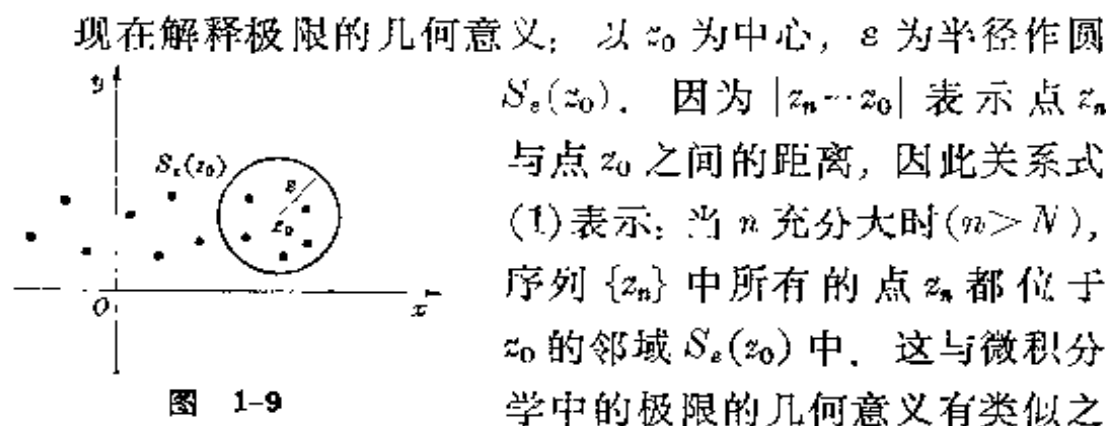 现在解释极限的几何意义: 以 z₀ 为中心, ε 为半径作圆
S_ε(z₀). 因为 |z_n - z₀| 表示点 z_n
与点 z₀ 之间的距离, 因此关系式
(1)表示: 当 n 充分大时(n>N),
序列 {z_n} 中所有的点 z_n 都位于
z₀ 的邻域 S_ε(z₀) 中. 这与微积分
学中的极限的几何意义有类似之
y
S_ε(z₀)
ε
z₀
O
x
图 1-9